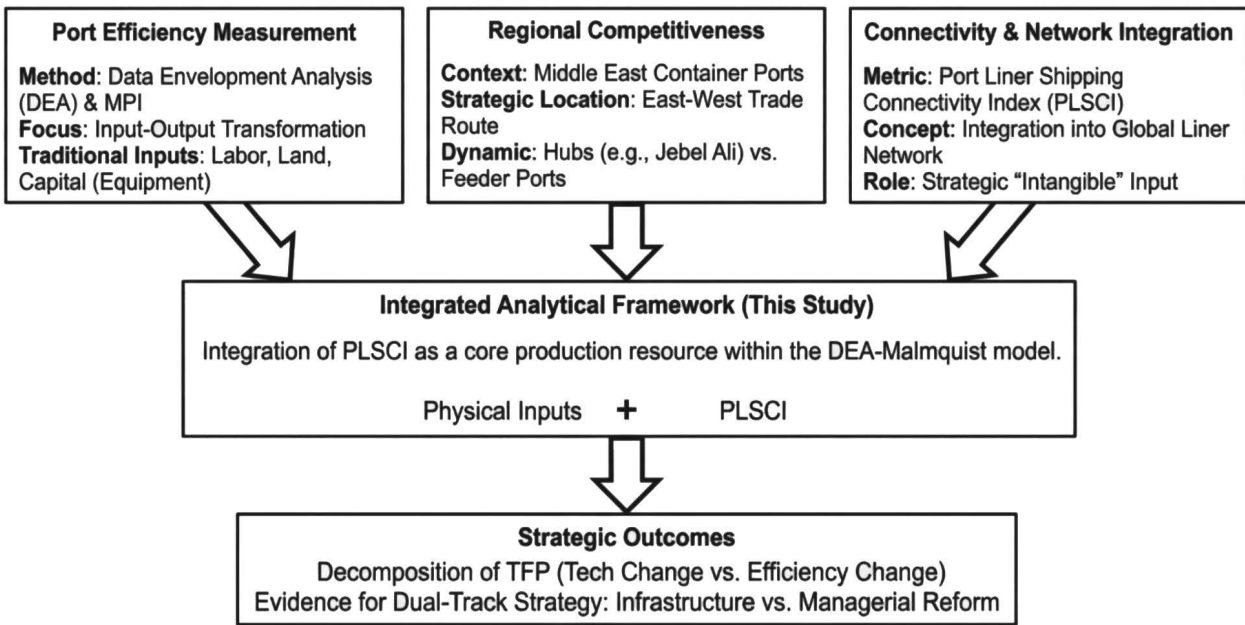 Port Efficiency Measurement
Method: Data Envelopment Analysis
(DEA) & MPI
Focus: Input-Output Transformation
Traditional Inputs: Labor, Land,
Capital (Equipment)
Regional Competitiveness
Context: Middle East Container Ports
Strategic Location: East-West Trade
Route
Dynamic: Hubs (e.g., Jebel Ali) vs.
Feeder Ports
Connectivity & Network Integration
Metric: Port Liner Shipping
Connectivity Index (PLSCI)
Concept: Integration into Global Liner
Network
Role: Strategic “Intangible” Input
Integrated Analytical Framework (This Study)
Integration of PLSCI as a core production resource within the DEA-Malmquist model.
Physical Inputs + PLSCI
Strategic Outcomes
Decomposition of TFP (Tech Change vs. Efficiency Change)
Evidence for Dual-Track Strategy: Infrastructure vs. Managerial Reform